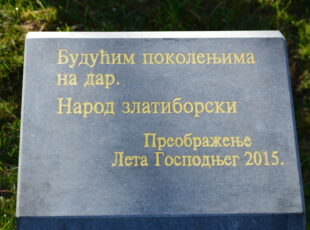 Будућим поколењима
на дар.
Народ златиборски
Преображење
Лета Господњег 2015.